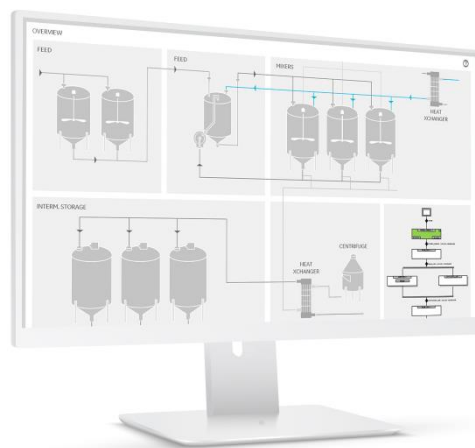 OVERVIEW
FEED
FEED
MIXERS
HEAT
XCHANGER
INTERM. STORAGE
HEAT
XCHANGER
CENTRIFUGE